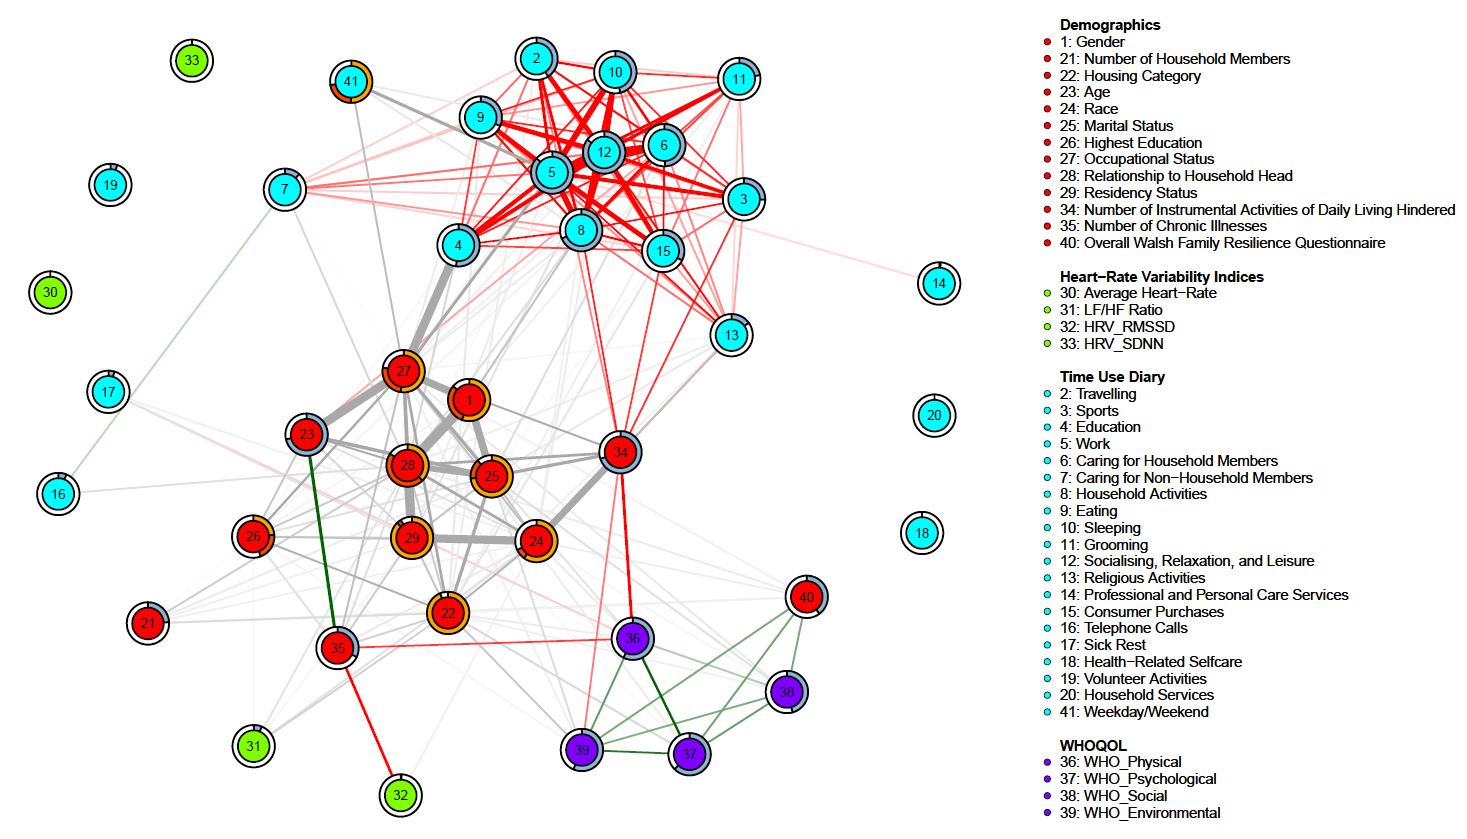 33
41
2
10
11
9
12
6
5
19
7
3
8
4
15
14
30
13
27
17
1
20
23
34
28
25
16
18
26
29
24
40
22
21
36
35
38
31
39
37
32
Demographics
1: Gender
21: Number of Household Members
22: Housing Category
23: Age
24: Race
25: Marital Status
26: Highest Education
27: Occupational Status
28: Relationship to Household Head
29: Residency Status
34: Number of Instrumental Activities of Daily Living Hindered
35: Number of Chronic Illnesses
40: Overall Walsh Family Resilience Questionnaire
Heart−Rate Variability Indices
30: Average Heart−Rate
31: LF/HF Ratio
32: HRV_RMSSD
33: HRV_SDNN
Time Use Diary
2: Travelling
3: Sports
4: Education
5: Work
6: Caring for Household Members
7: Caring for Non−Household Members
8: Household Activities
9: Eating
10: Sleeping
11: Grooming
12: Socialising, Relaxation, and Leisure
13: Religious Activities
14: Professional and Personal Care Services
15: Consumer Purchases
16: Telephone Calls
17: Sick Rest
18: Health−Related Selfcare
19: Volunteer Activities
20: Household Services
41: Weekday/Weekend
WHOQOL
36: WHO_Physical
37: WHO_Psychological
38: WHO_Social
39: WHO_Environmental